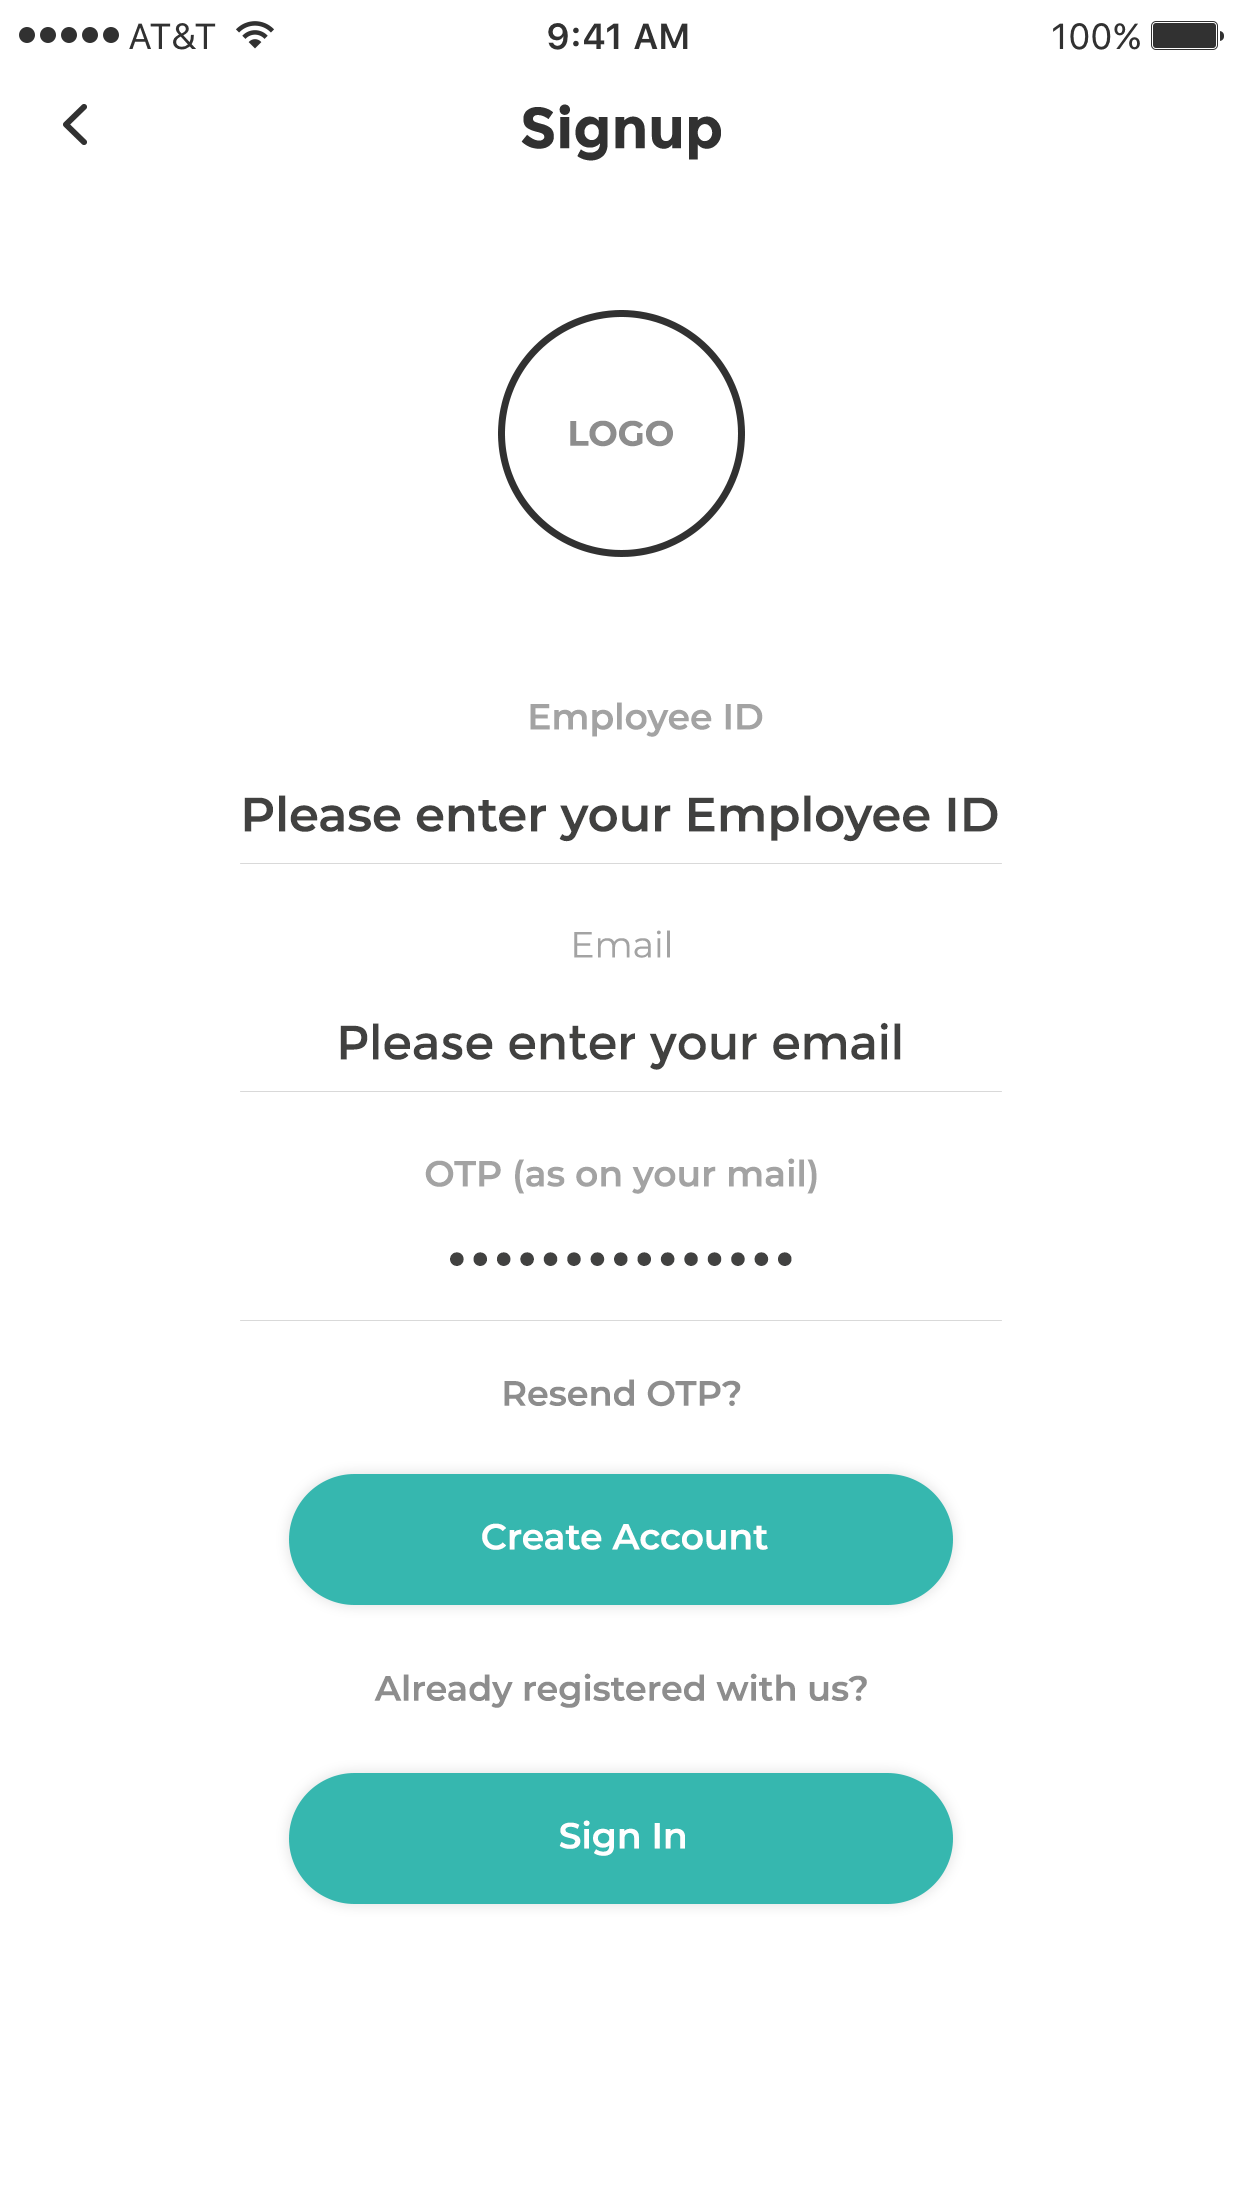 AT&T 9:41 AM 100%
Signup
LOGO
Employee ID
Please enter your Employee ID
Email
Please enter your email
OTP (as on your mail)
•••••••••••••••
Resend OTP?
Create Account
Already registered with us?
Sign In